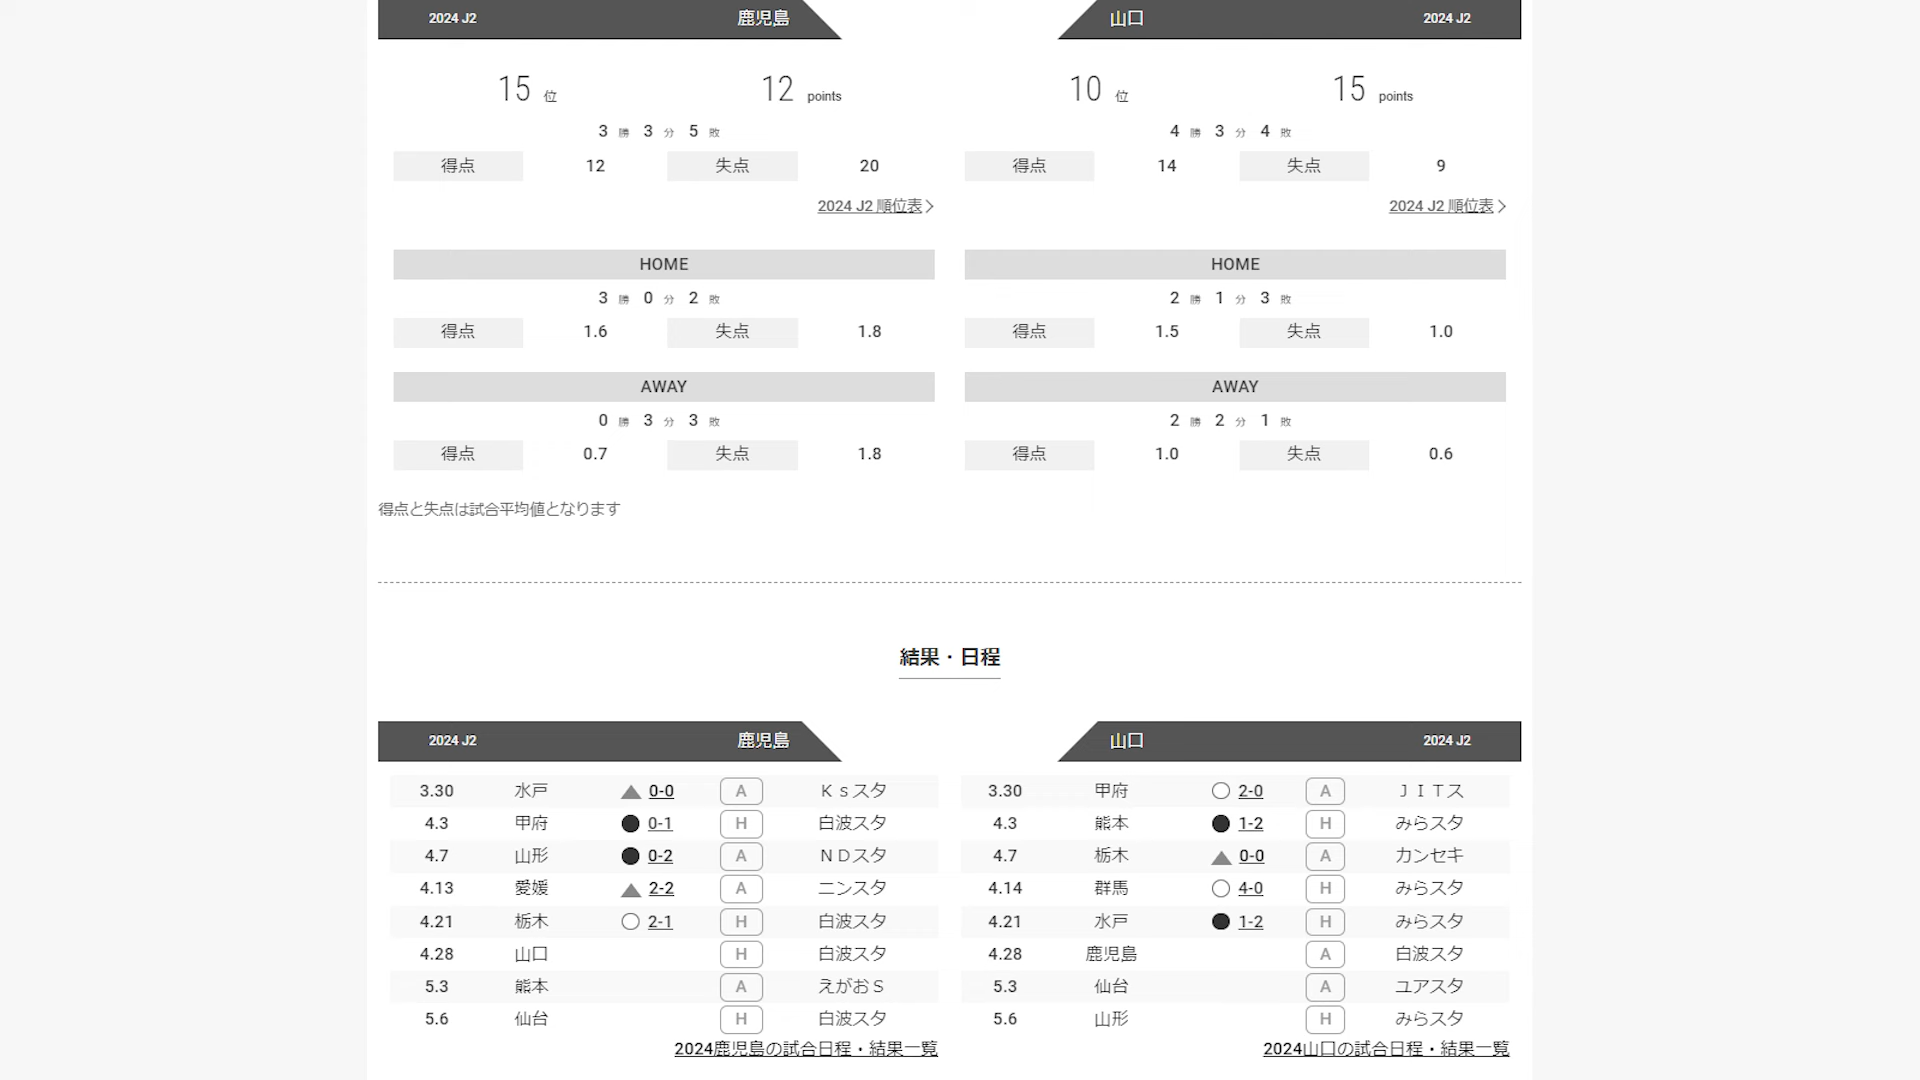 2024 J2 鹿児島 山口 2024 J2
15 位 12 points 10 位 15 points
3 勝 3 分 5 敗 4 勝 3 分 4 敗
得点 12 失点 20 得点 14 失点 9
2024 J2 順位表 2024 J2 順位表
HOME HOME
3 勝 0 分 2 敗 2 勝 1 分 3 敗
得点 1.6 失点 1.8 得点 1.5 失点 1.0
AWAY AWAY
0 勝 3 分 3 敗 2 勝 2 分 1 敗
得点 0.7 失点 1.8 得点 1.0 失点 0.6
得点と失点は試合平均値となります
結果・日程
2024 J2 鹿児島 山口 2024 J2
3.30 水戸 ▲ 0-0 A Ｋｓスタ 3.30 甲府 ○ 2-0 A ＪＩＴス
4.3 甲府 ● 0-1 H 白波スタ 4.3 熊本 ● 1-2 H みらスタ
4.7 山形 ● 0-2 A ＮＤスタ 4.7 栃木 ▲ 0-0 A カンセキ
4.13 愛媛 ▲ 2-2 A ニンスタ 4.14 群馬 ○ 4-0 H みらスタ
4.21 栃木 ○ 2-1 H 白波スタ 4.21 水戸 ● 1-2 H みらスタ
4.28 山口 H 白波スタ 4.28 鹿児島 A 白波スタ
5.3 熊本 A えがおＳ 5.3 仙台 A ユアスタ
5.6 仙台 H 白波スタ 5.6 山形 H みらスタ
2024鹿児島の試合日程・結果一覧 2024山口の試合日程・結果一覧